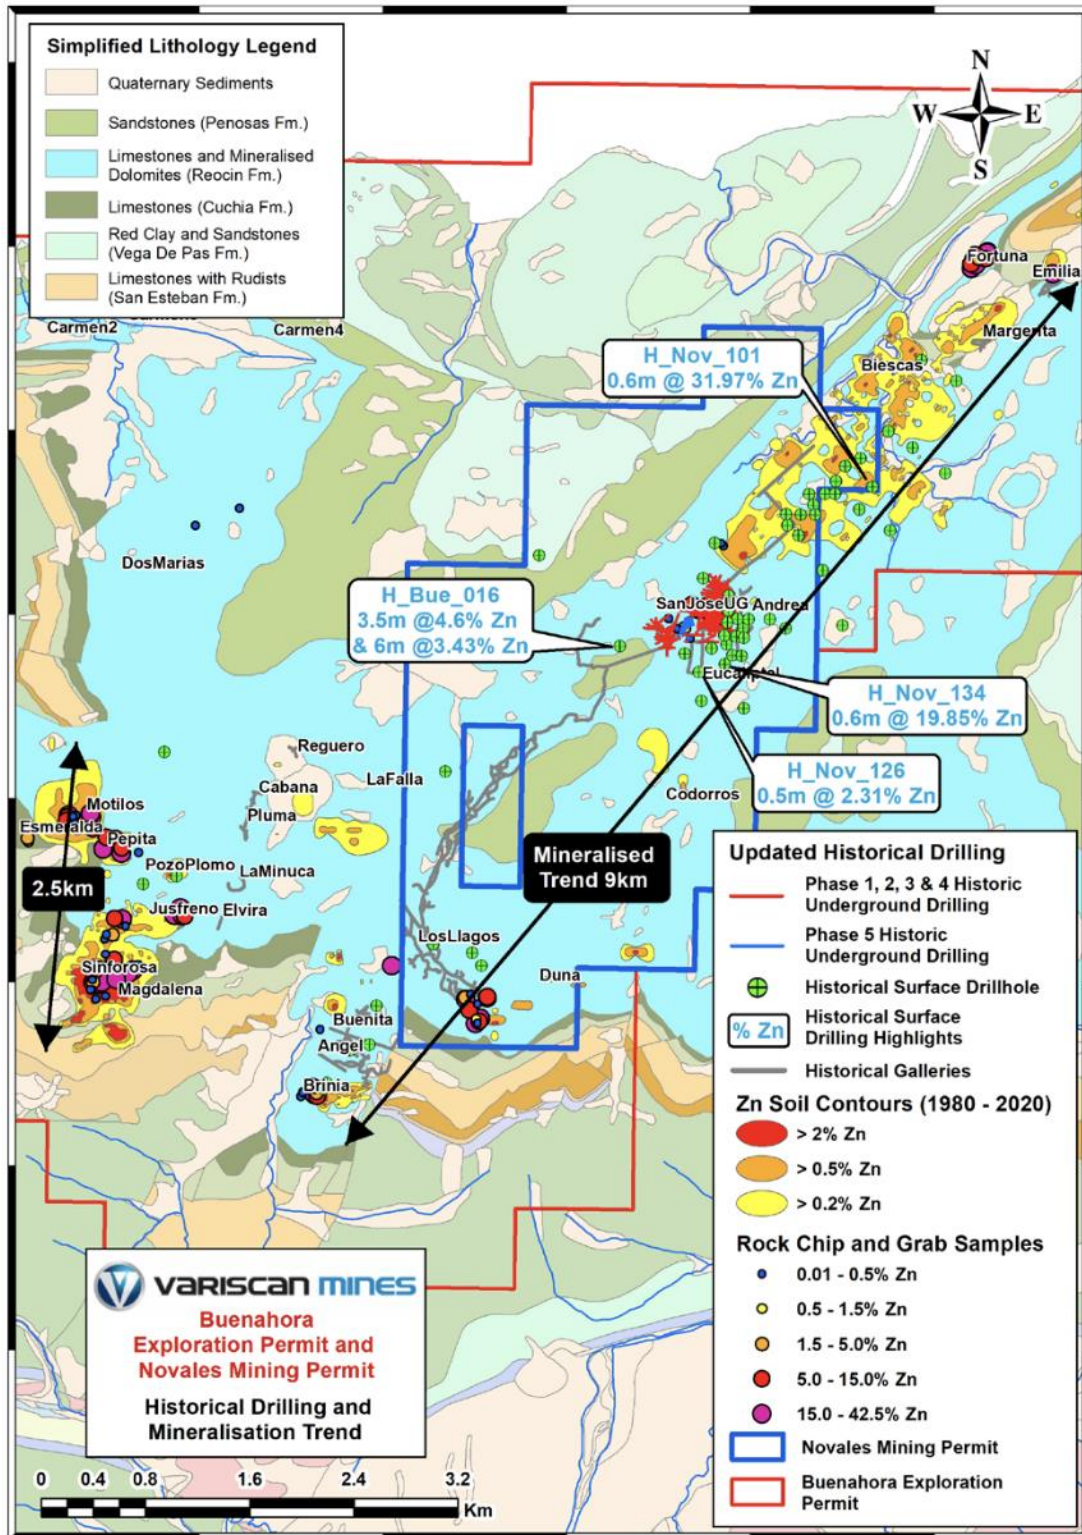 Simplified Lithology Legend
Quaternary Sediments
Sandstones (Penosas Fm.)
Limestones and Mineralised
Dolomites (Reocin Fm.)
Limestones (Cuchia Fm.)
Red Clay and Sandstones
(Vega De Pas Fm.)
Limestones with Rudists
(San Esteban Fm.)
N
W E
S
Carmen2
Carmen4
Fortuna
Emilia
Margerita
Biescas
H_Nov_101
0.6m @ 31.97% Zn
DosMarias
H_Bue_016
3.5m @4.6% Zn
& 6m @3.43% Zn
SanJoseUG Andrea
Eucaliptel
H_Nov_134
0.6m @ 19.85% Zn
H_Nov_126
0.5m @ 2.31% Zn
Reguero
LaFalla
Cabana
Pluma
Codorros
Motilos
Esmeralda
Pepita
PozoPlomo
LaMinuca
2.5km
Mineralised
Trend 9km
Jusfreno Elvira
LosLlagos
Sinforosa
Magdalena
Duna
Buenita
Angel
Brinia
Updated Historical Drilling
Phase 1, 2, 3 & 4 Historic
Underground Drilling
Phase 5 Historic
Underground Drilling
Historical Surface Drillhole
% Zn
Historical Surface
Drilling Highlights
Historical Galleries
Zn Soil Contours (1980 - 2020)
> 2% Zn
> 0.5% Zn
> 0.2% Zn
Rock Chip and Grab Samples
0.01 - 0.5% Zn
0.5 - 1.5% Zn
1.5 - 5.0% Zn
5.0 - 15.0% Zn
15.0 - 42.5% Zn
Novales Mining Permit
Buenahora Exploration
Permit
VARISCAN MINES
Buenahora
Exploration Permit and
Novales Mining Permit
Historical Drilling and
Mineralisation Trend
0 0.4 0.8 1.6 2.4 3.2
Km